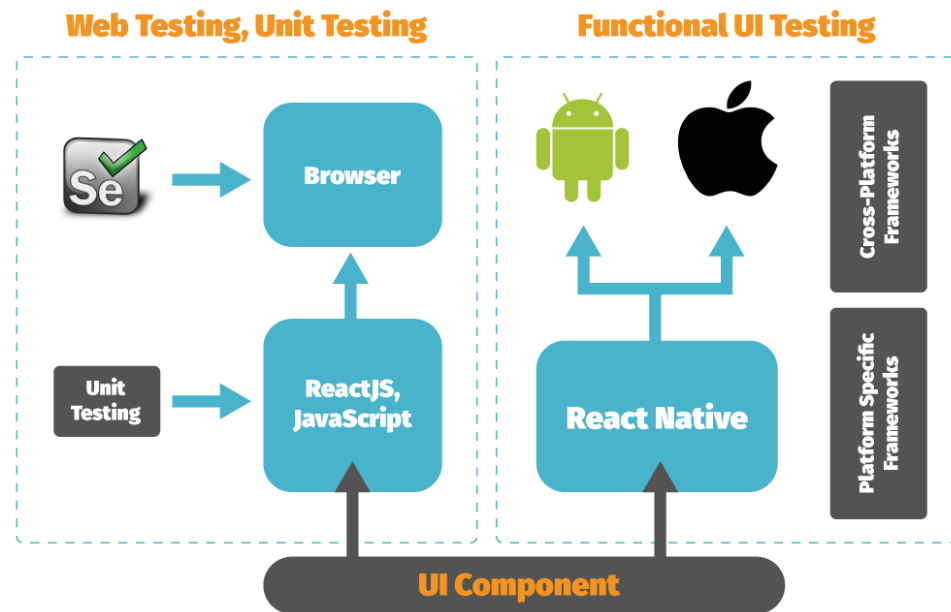 Web Testing, Unit Testing
Functional UI Testing
Se
Browser
Unit
Testing
ReactJS,
JavaScript
React Native
Cross-Platform
Frameworks
Platform Specific
Frameworks
UI Component